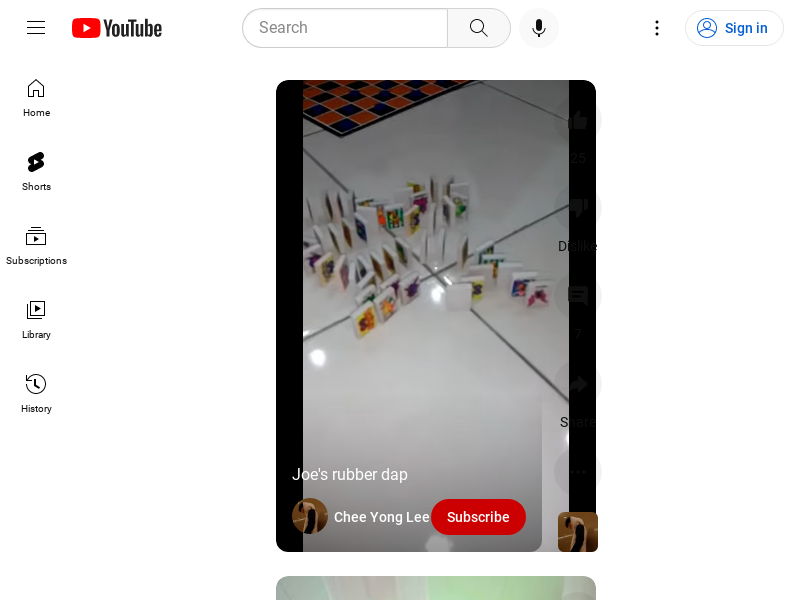 YouTube
Search
Sign in
Home
Shorts
Subscriptions
Library
History
25
Dislike
7
Share
Joe's rubber dap
Chee Yong Lee
Subscribe